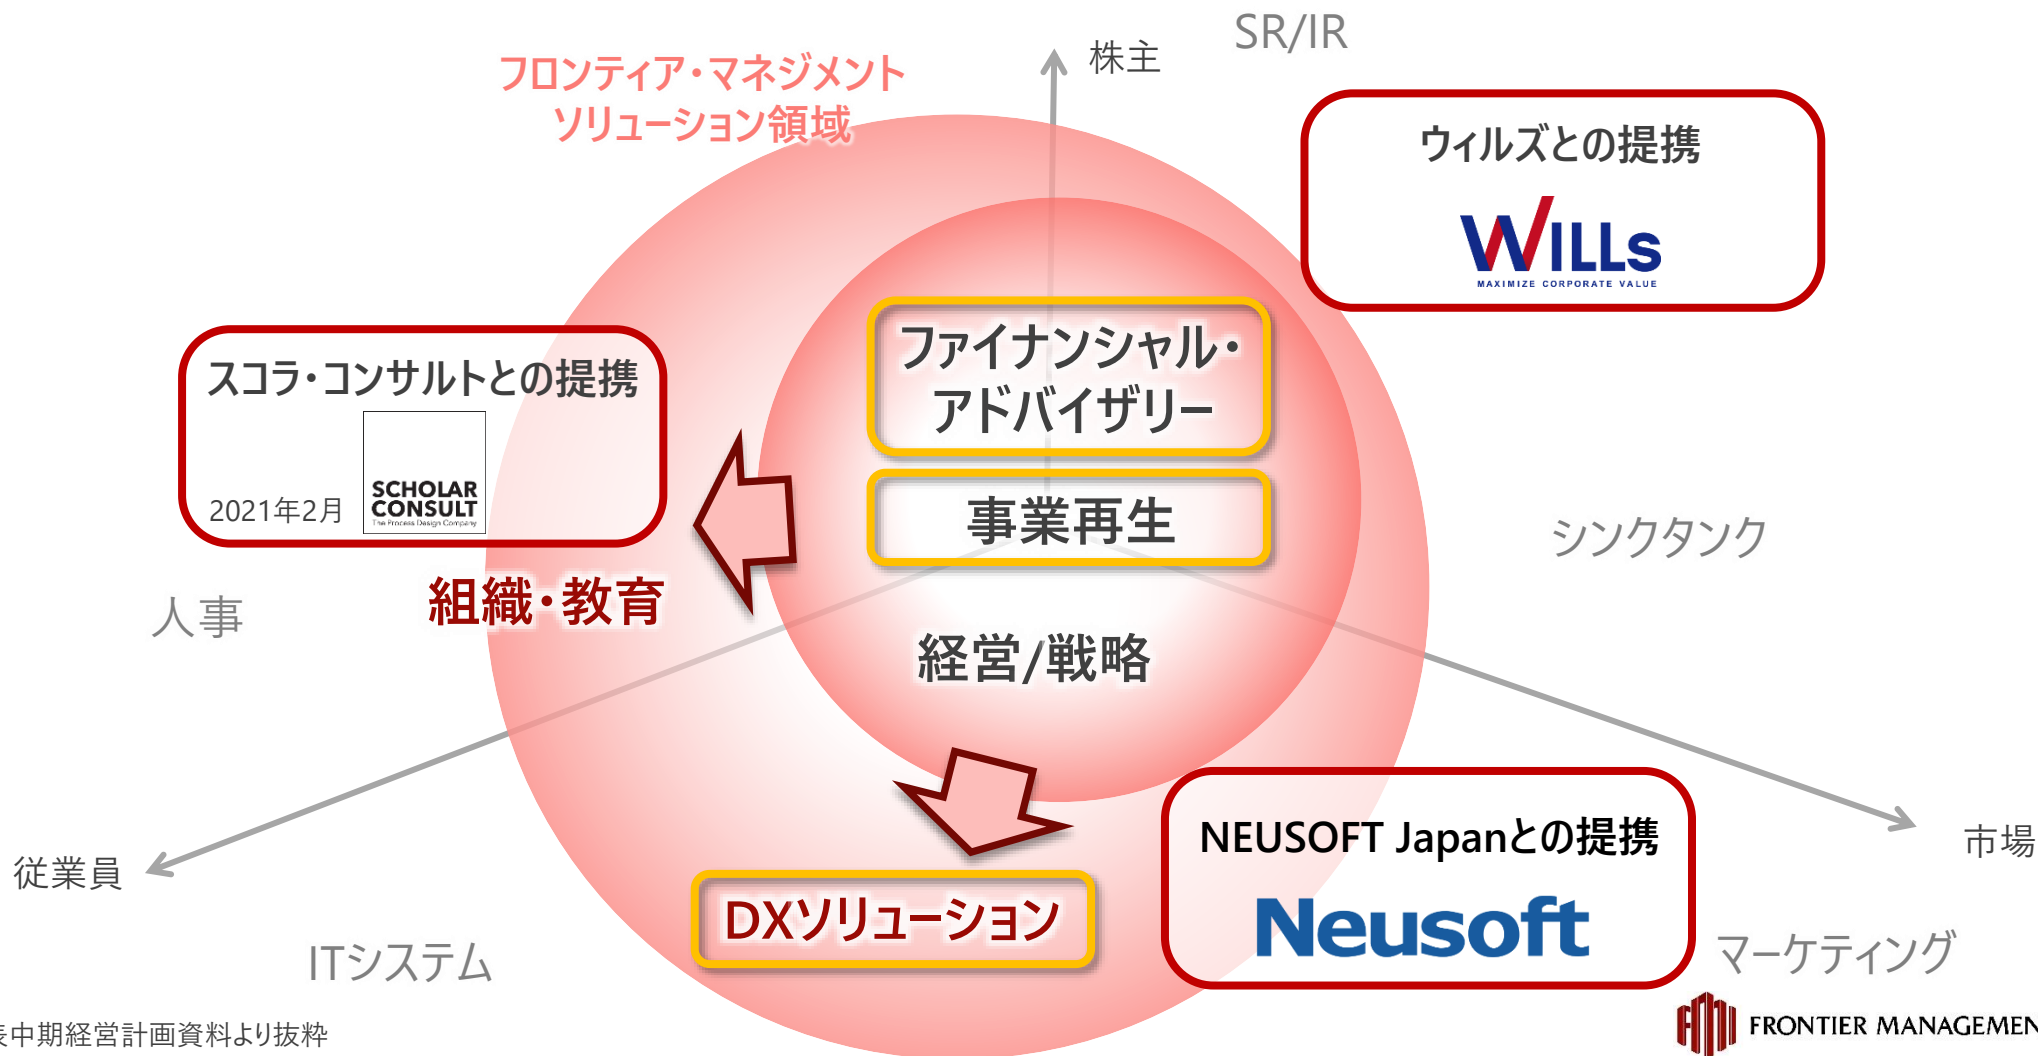 SR/IR
株主
フロンティア・マネジメント
ソリューション領域
ウィルズとの提携
WILLs
MAXIMIZE CORPORATE VALUE
ファイナンシャル・
アドバイザリー
スコラ・コンサルトとの提携
2021年2月
SCHOLAR
CONSULT
The Process Design Company
事業再生
シンクタンク
組織・教育
人事
経営/戦略
NEUSOFT Japanとの提携
市場
従業員
DXソリューション
Neusoft
ITシステム
マーケティング
表中期経営計画資料より抜粋
FRONTIER MANAGEMEN